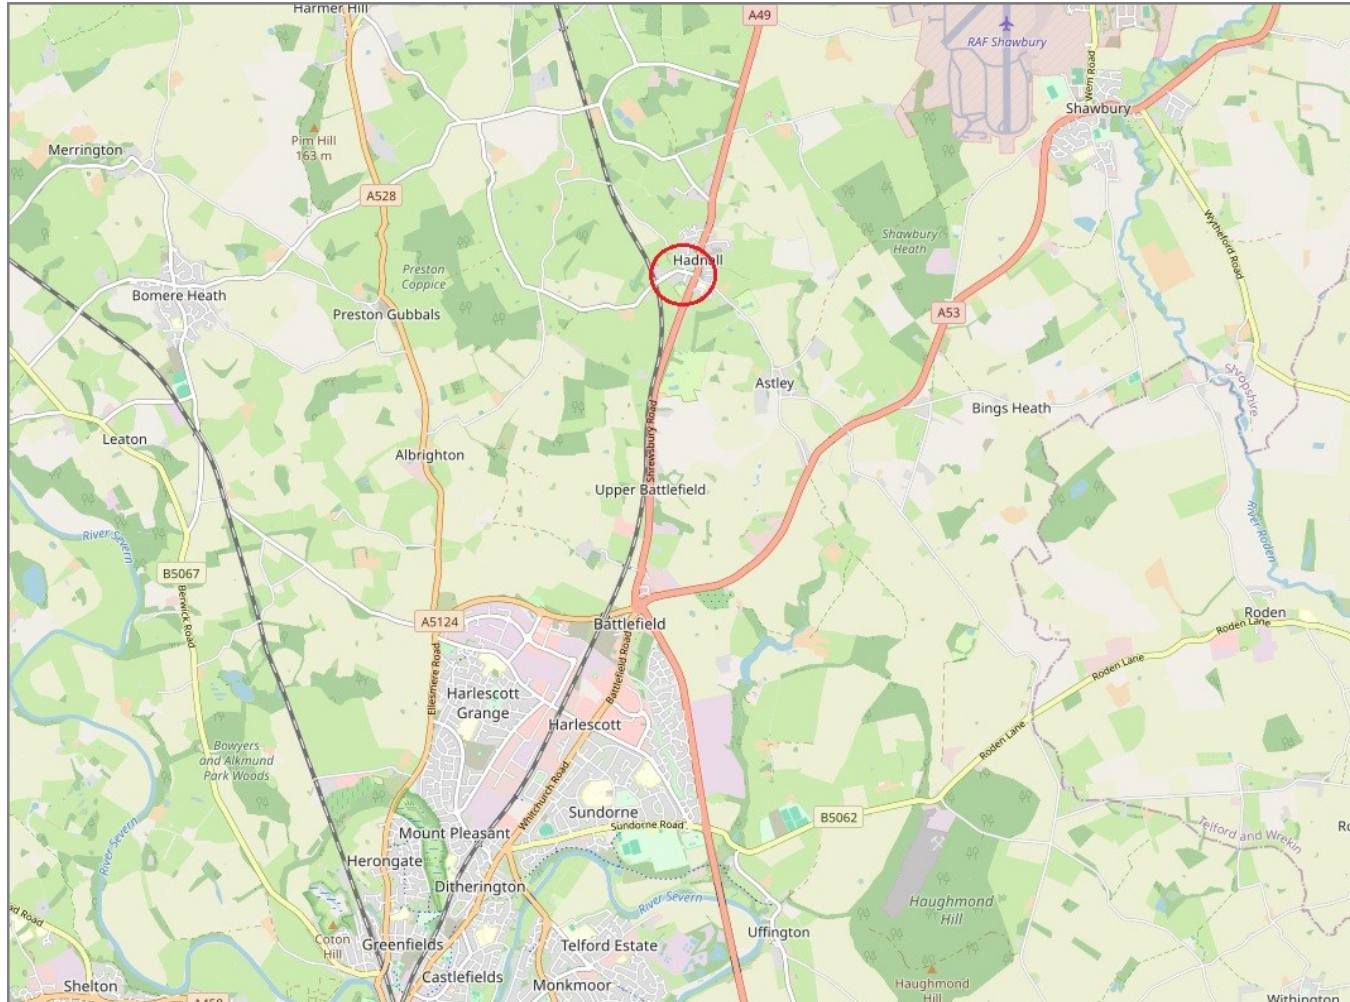 Harmer Hill
A49
RAF Shawbury
Wem Road
Shawbury
Pim Hill
163 m
Merrington
A528
Wytheford Road
Shawbury
Heath
Hadnall
Preston
Coppice
Bomere Heath
Preston Gubbals
A53
Shropshire
Astley
Bings Heath
Leaton
Shrewsbury Road
Albrighton
Upper Battlefield
River Severn
River Roden
B5067
Berwick Road
A5124
Battlefield
Roden
Roden Lane
Roden Lane
Ellesmere Road
Battlefield Road
Harlescott
Grange
Harlescott
Roden Lane
Bowyers
and Alkmund
Park Woods
Whitchurch Road
Sundorne
Sundorne Road
B5062
Telford and Wrekin
River Severn
Mount Pleasant
Herongate
Ditherington
River Severn
Haughmond
Hill
Uffington
Coton
Hill
Greenfields
Telford Estate
Castlefields
Monkmoor
Shelton
Haughmond
Hill
Withington